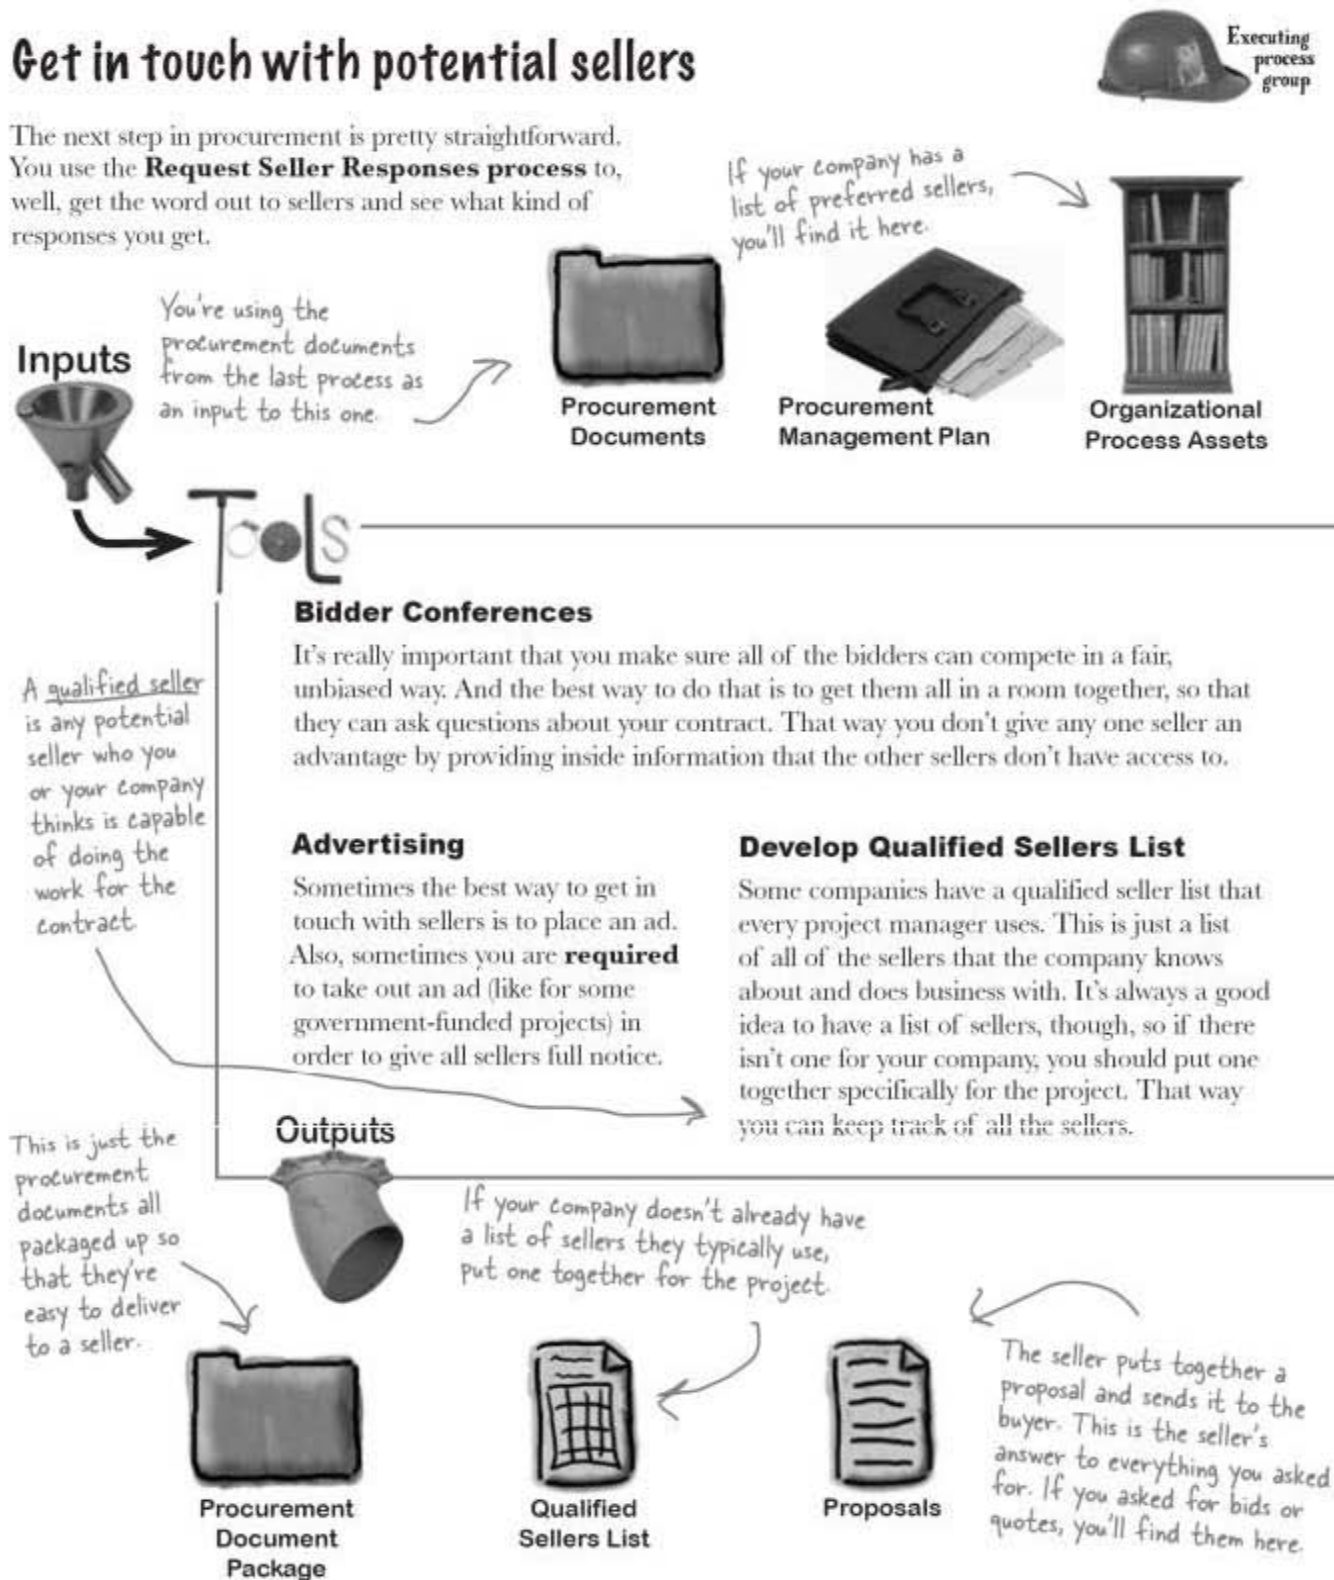 Get in touch with potential sellers
Executing
process
group
The next step in procurement is pretty straightforward.
You use the Request Seller Responses process to,
well, get the word out to sellers and see what kind of
responses you get.
If your company has a
list of preferred sellers,
you'll find it here.
Inputs
You're using the
procurement documents
from the last process as
an input to this one.
Procurement
Documents
Procurement
Management Plan
Organizational
Process Assets
Tools
Bidder Conferences
It's really important that you make sure all of the bidders can compete in a fair,
unbiased way. And the best way to do that is to get them all in a room together, so that
they can ask questions about your contract. That way you don't give any one seller an
advantage by providing inside information that the other sellers don't have access to.
A qualified seller
is any potential
seller who you
or your company
thinks is capable
of doing the
work for the
contract.
Advertising
Sometimes the best way to get in
touch with sellers is to place an ad.
Also, sometimes you are required
to take out an ad (like for some
government-funded projects) in
order to give all sellers full notice.
Develop Qualified Sellers List
Some companies have a qualified seller list that
every project manager uses. This is just a list
of all of the sellers that the company knows
about and does business with. It's always a good
idea to have a list of sellers, though, so if there
isn't one for your company, you should put one
together specifically for the project. That way
you can keep track of all the sellers.
Outputs
This is just the
procurement
documents all
packaged up so
that they're
easy to deliver
to a seller.
If your company doesn't already have
a list of sellers they typically use,
put one together for the project.
Procurement
Document
Package
Qualified
Sellers List
Proposals
The seller puts together a
proposal and sends it to the
buyer. This is the seller's
answer to everything you asked
for. If you asked for bids or
quotes, you'll find them here.